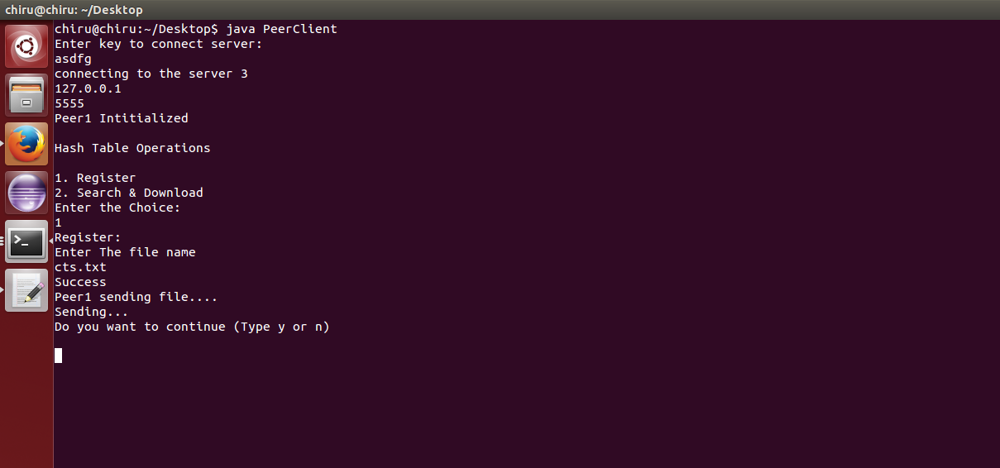 chiru@chiru: ~/Desktop
chiru@chiru:~/Desktop$ java PeerClient
Enter key to connect server:
asdfg
connecting to the server 3
127.0.0.1
5555
Peer1 Intitialized
Hash Table Operations
1. Register
2. Search & Download
Enter the Choice:
1
Register:
Enter The file name
cts.txt
Success
Peer1 sending file....
Sending...
Do you want to continue (Type y or n)